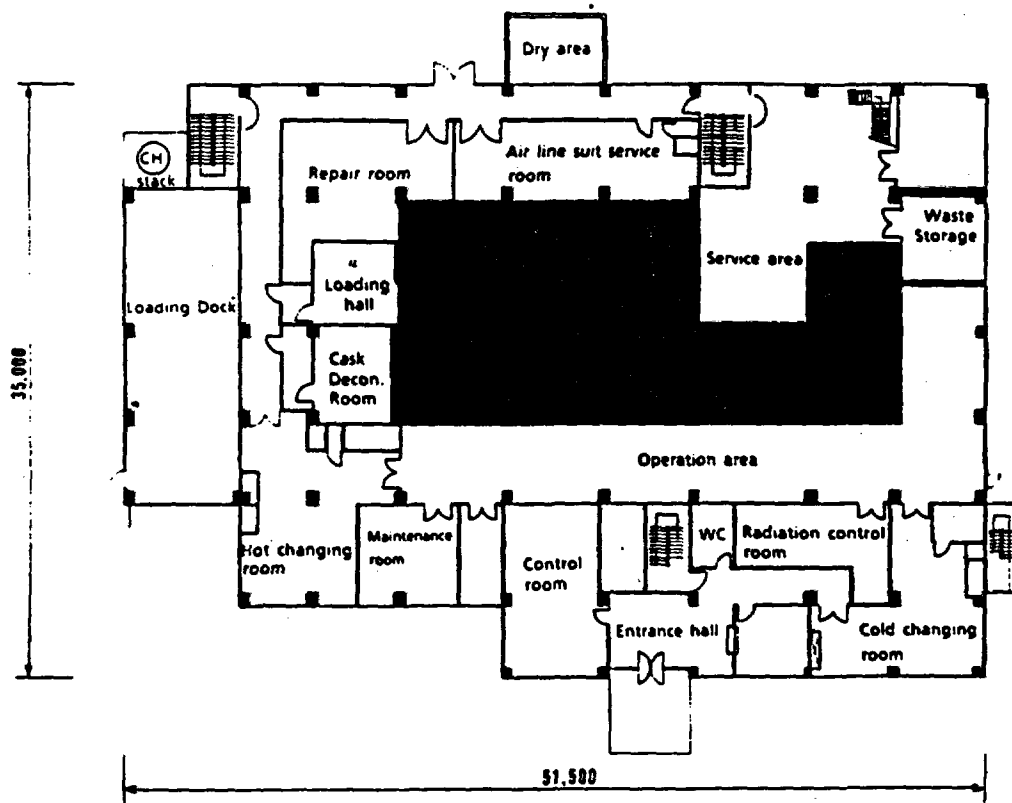 Dry area
CH
stack
Repair room
Air line suit service
room
Waste
Storage
Service area
Loading
hall
Loading Dock
Cask
Decon.
Room
35.000
Operation area
Hot changing
room
Maintenance
room
Control
room
WC
Radiation control
room
Entrance hall
Cold changing
room
51,500